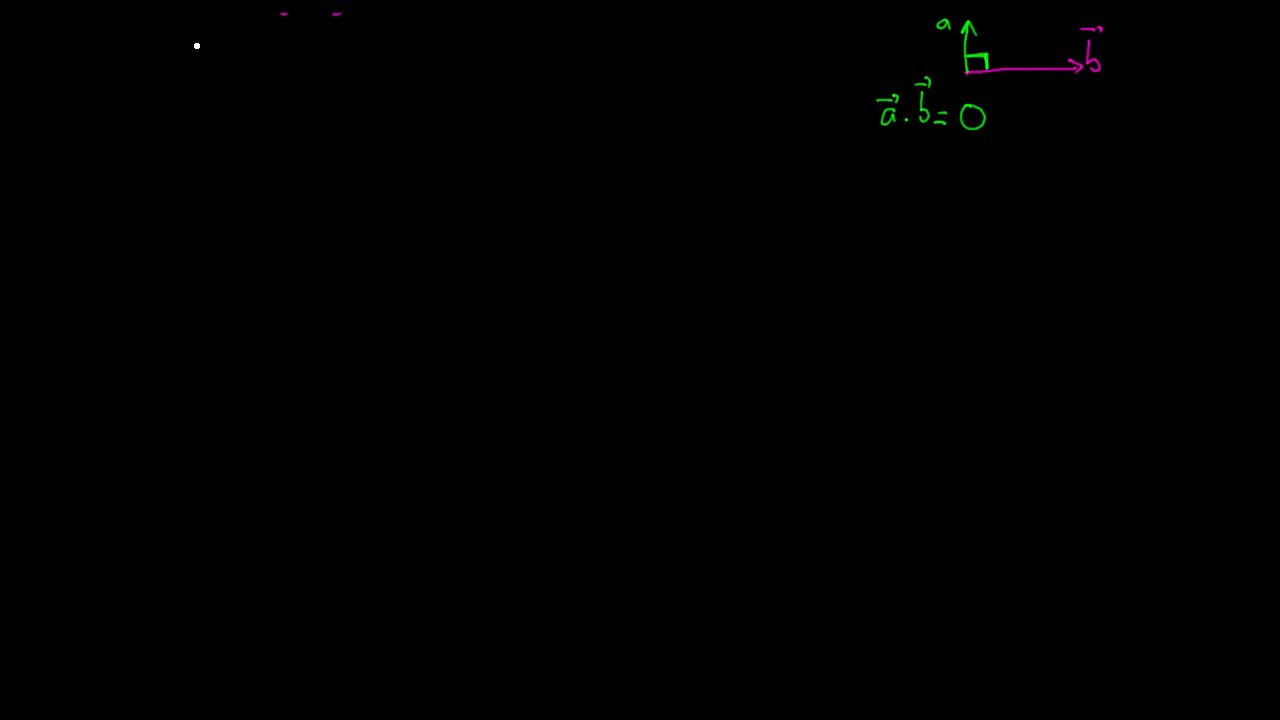 a
b⃗
a⃗ . b⃗ = 0